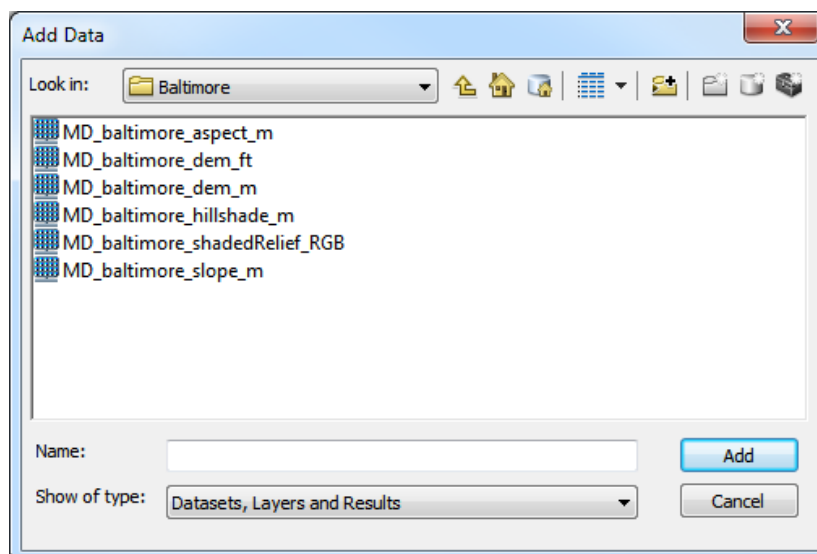 Add Data
Look in: Baltimore
MD_baltimore_aspect_m
MD_baltimore_dem_ft
MD_baltimore_dem_m
MD_baltimore_hillshade_m
MD_baltimore_shadedRelief_RGB
MD_baltimore_slope_m
Name: Add
Show of type: Datasets, Layers and Results Cancel